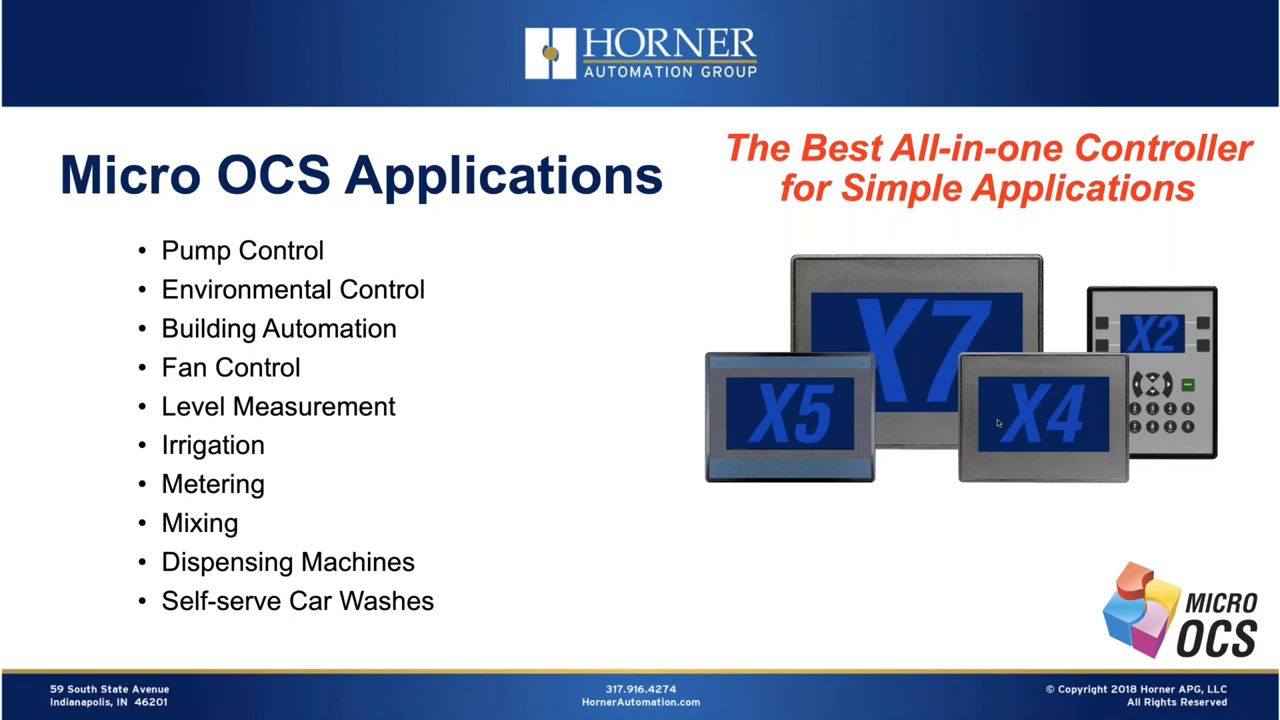 HORNER
AUTOMATION GROUP
Micro OCS Applications
The Best All-in-one Controller
for Simple Applications
• Pump Control
• Environmental Control
• Building Automation
• Fan Control
• Level Measurement
• Irrigation
• Metering
• Mixing
• Dispensing Machines
• Self-serve Car Washes
X7
X2
X5
X4
MICRO
OCS
59 South State Avenue
Indianapolis, IN 46201
317.916.4274
HornerAutomation.com
© Copyright 2018 Horner APG, LLC
All Rights Reserved